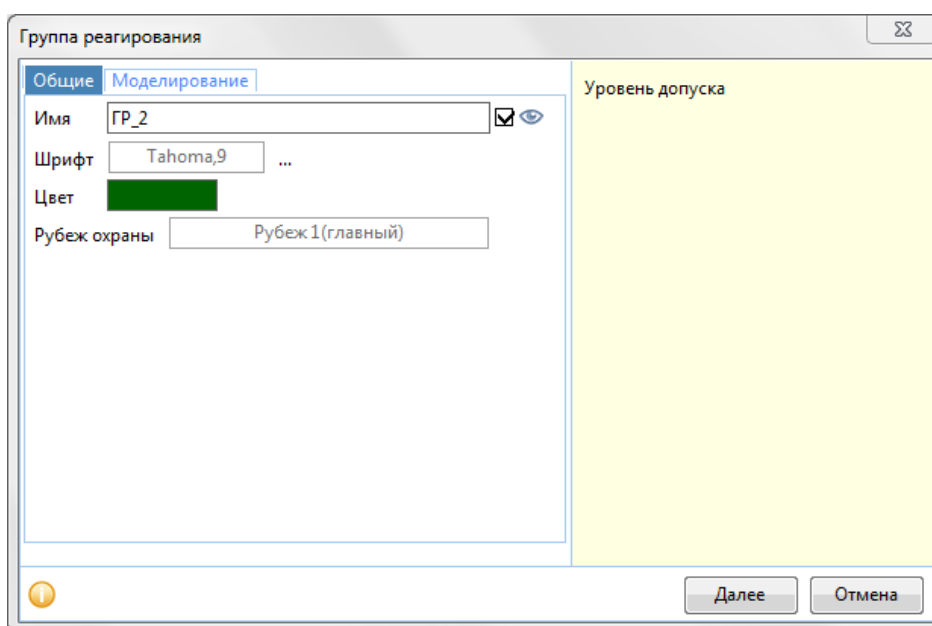 Группа реагирования
Общие Моделирование
Имя ГР_2
Шрифт Tahoma,9 ...
Цвет
Рубеж охраны Рубеж 1(главный)
Уровень допуска
Далее Отмена